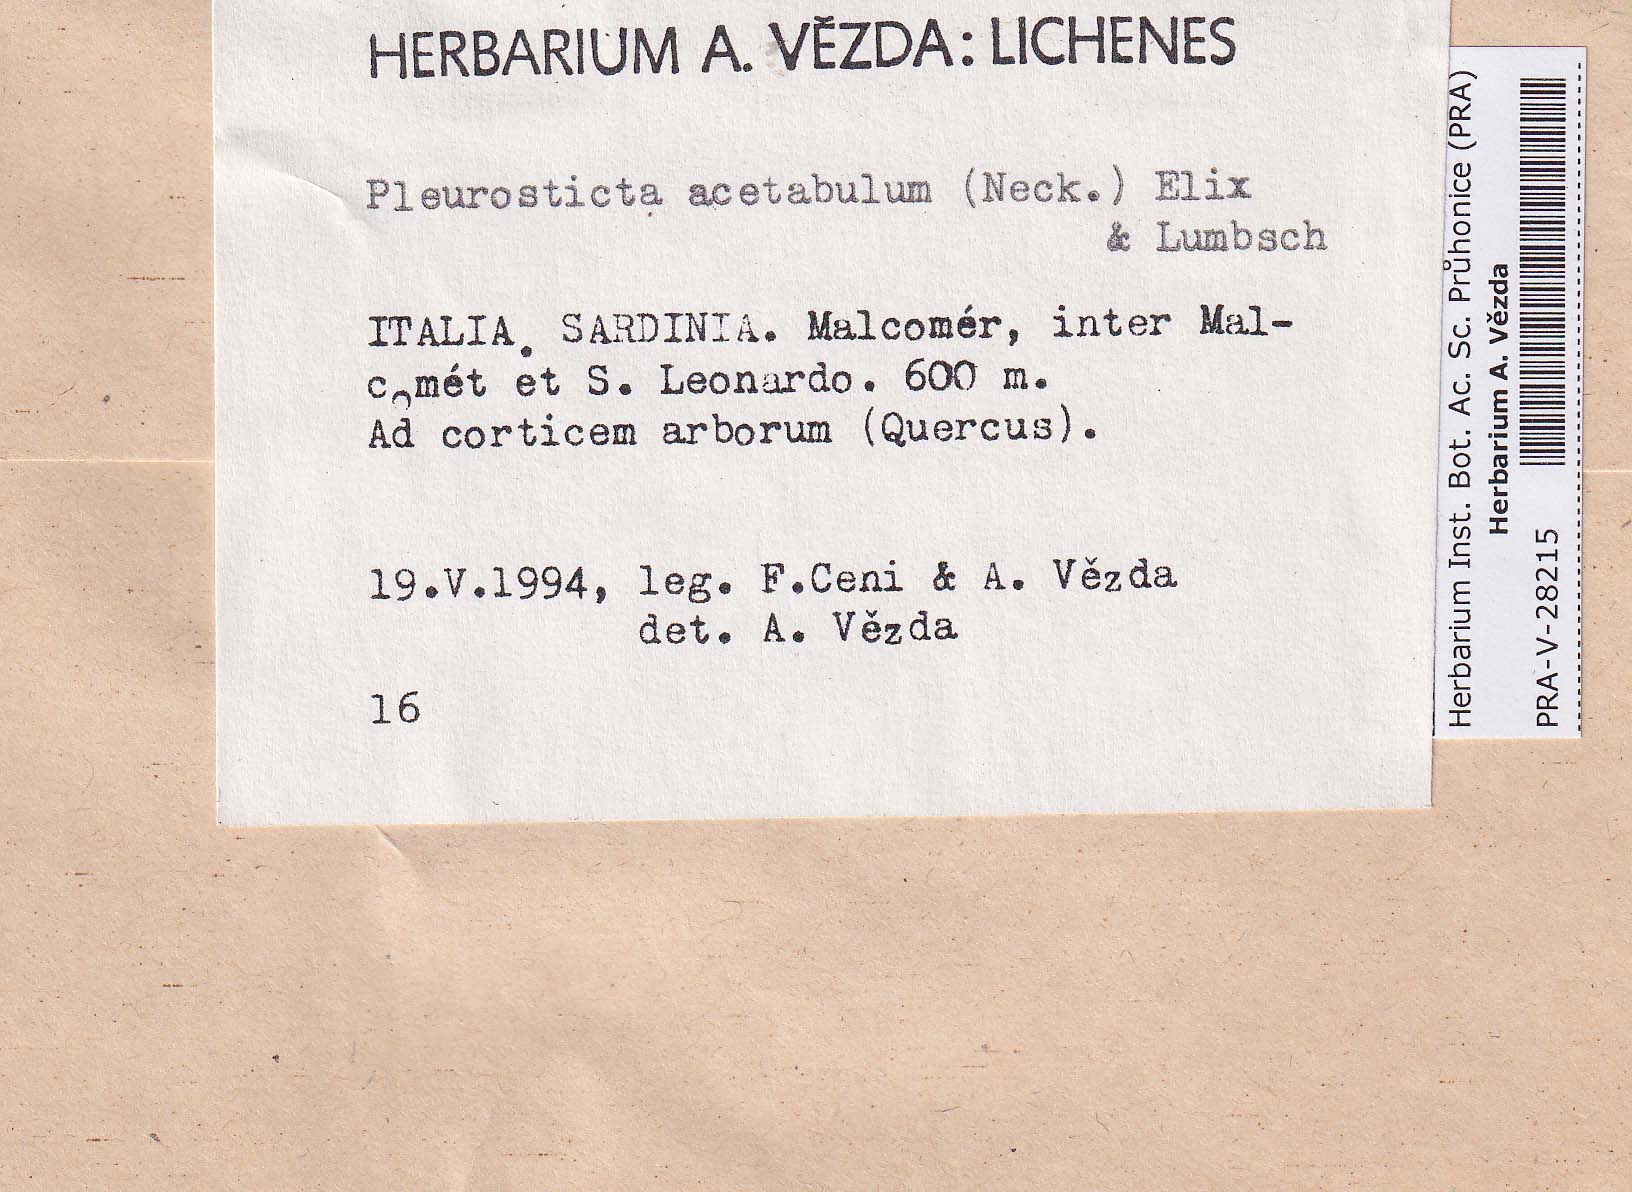 HERBARIUM A. VĚZDA: LICHENES
Pleurosticta acetabulum (Neck.) Elix
& Lumbsch
ITALIA. SARDINIA. Malcomér, inter Mal-
comét et S. Leonardo. 600 m.
Ad corticem arborum (Quercus).
19.V.1994, leg. F.Ceni & A. Vězda
det. A. Vězda
16
Herbarium Inst. Bot. Ac. Sc. Průhonice (PRA)
Herbarium A. Vězda
PRA-V-28215